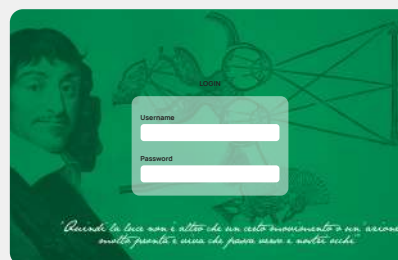 LOGIN
Username
Password
"Quindi la luce non è altro che un certo movimento o un'azione
molto pronta e viva che passa verso i nostri occhi"